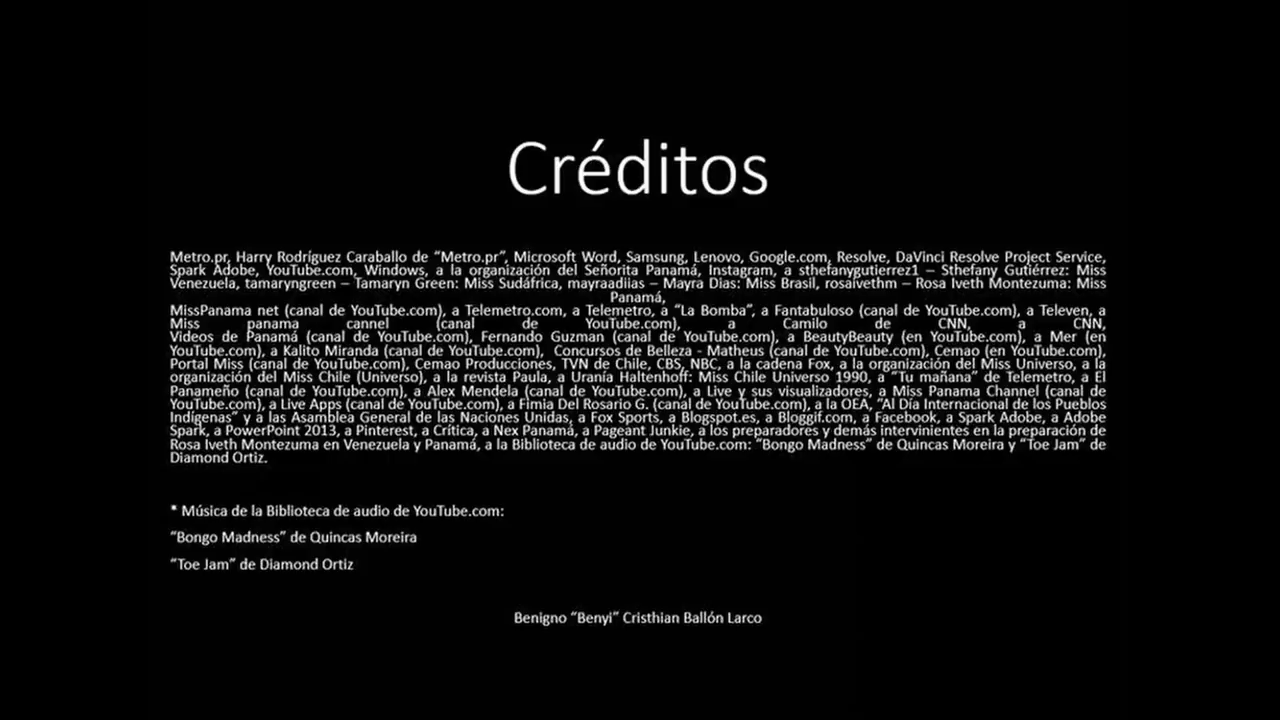 Créditos
Metro.pr, Harry Rodríguez Caraballo de “Metro.pr”, Microsoft Word, Samsung, Lenovo, Google.com, Resolve, DaVinci Resolve Project Service,
Spark Adobe, YouTube.com, Windows, a la organización del Señorita Panamá, Instagram, a sthefanygutierrez1 – Sthefany Gutiérrez: Miss
Venezuela, tamaryngreen – Tamaryn Green: Miss Sudáfrica, mayraadiias – Mayra Dias: Miss Brasil, rosaivethm – Rosa Iveth Montezuma: Miss
Panamá,
MissPanama net (canal de YouTube.com), a Telemetro.com, a Telemetro, a “La Bomba”, a Fantabuloso (canal de YouTube.com), a Televen, a
Miss panama cannel (canal de YouTube.com), a Camilo de CNN, a CNN,
Videos de Panamá (canal de YouTube.com), Fernando Guzman (canal de YouTube.com), a BeautyBeauty (en YouTube.com), a Mer (en
YouTube.com), a Kalito Miranda (canal de YouTube.com), Concursos de Belleza - Matheus (canal de YouTube.com), Cemao (en YouTube.com),
Portal Miss (canal de YouTube.com), Cemao Producciones, TVN de Chile, CBS, NBC, a la cadena Fox, a la organización del Miss Universo, a la
organización del Miss Chile (Universo), a la revista Paula, a Uranía Haltenhoff: Miss Chile Universo 1990, a “Tu mañana” de Telemetro, a El
Panameño (canal de YouTube.com), a Alex Mendela (canal de YouTube.com), a Live y sus visualizadores, a Miss Panama Channel (canal de
YouTube.com), a Live Apps (canal de YouTube.com), a Fimia Del Rosario G. (canal de YouTube.com), a la OEA, “Al Día Internacional de los Pueblos
Indígenas” y a las Asamblea General de las Naciones Unidas, a Fox Sports, a Blogspot.es, a Bloggif.com, a Facebook, a Spark Adobe, a Adobe
Spark, a PowerPoint 2013, a Pinterest, a Crítica, a Nex Panamá, a Pageant Junkie, a los preparadores y demás intervinientes en la preparación de
Rosa Iveth Montezuma en Venezuela y Panamá, a la Biblioteca de audio de YouTube.com: “Bongo Madness” de Quincas Moreira y “Toe Jam” de
Diamond Ortiz.
* Música de la Biblioteca de audio de YouTube.com:
“Bongo Madness” de Quincas Moreira
“Toe Jam” de Diamond Ortiz
Benigno “Benyi” Cristhian Ballón Larco